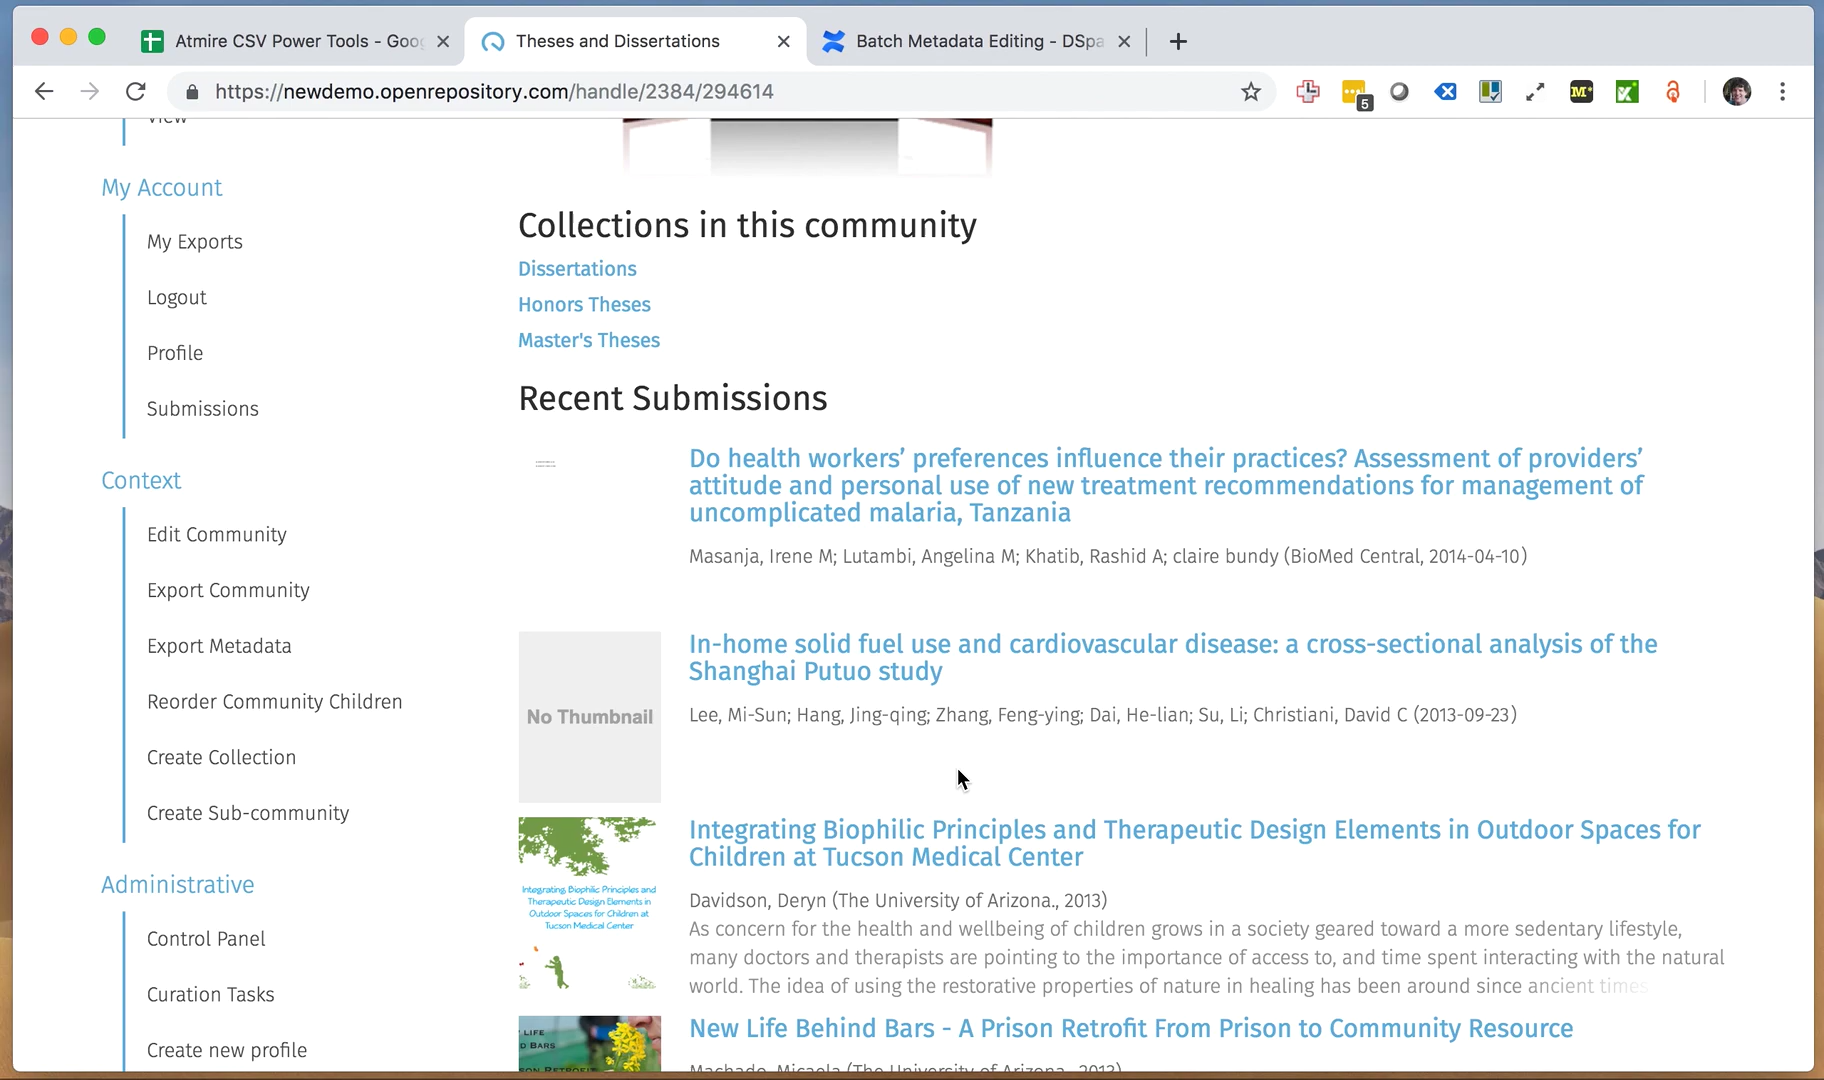 Atmire CSV Power Tools - Goo
Theses and Dissertations
Batch Metadata Editing - DSpa
https://newdemo.openrepository.com/handle/2384/294614
5
M*
View
My Account
My Exports
Logout
Profile
Submissions
Context
Edit Community
Export Community
Export Metadata
Reorder Community Children
Create Collection
Create Sub-community
Administrative
Control Panel
Curation Tasks
Create new profile
Collections in this community
Dissertations
Honors Theses
Master's Theses
Recent Submissions
Do health workers’ preferences influence their practices? Assessment of providers’
attitude and personal use of new treatment recommendations for management of
uncomplicated malaria, Tanzania
Masanja, Irene M; Lutambi, Angelina M; Khatib, Rashid A; claire bundy (BioMed Central, 2014-04-10)
No Thumbnail
In-home solid fuel use and cardiovascular disease: a cross-sectional analysis of the
Shanghai Putuo study
Lee, Mi-Sun; Hang, Jing-qing; Zhang, Feng-ying; Dai, He-lian; Su, Li; Christiani, David C (2013-09-23)
Integrating Biophilic Principles and
Therapeutic Design Elements in
Outdoor Spaces for Children at
Tucson Medical Center
Integrating Biophilic Principles and Therapeutic Design Elements in Outdoor Spaces for
Children at Tucson Medical Center
Davidson, Deryn (The University of Arizona., 2013)
As concern for the health and wellbeing of children grows in a society geared toward a more sedentary lifestyle,
many doctors and therapists are pointing to the importance of access to, and time spent interacting with the natural
world. The idea of using the restorative properties of nature in healing has been around since ancient times
LIFE
D BARS
New Life Behind Bars - A Prison Retrofit From Prison to Community Resource
Machado, Micaela (The University of Arizona., 2013)